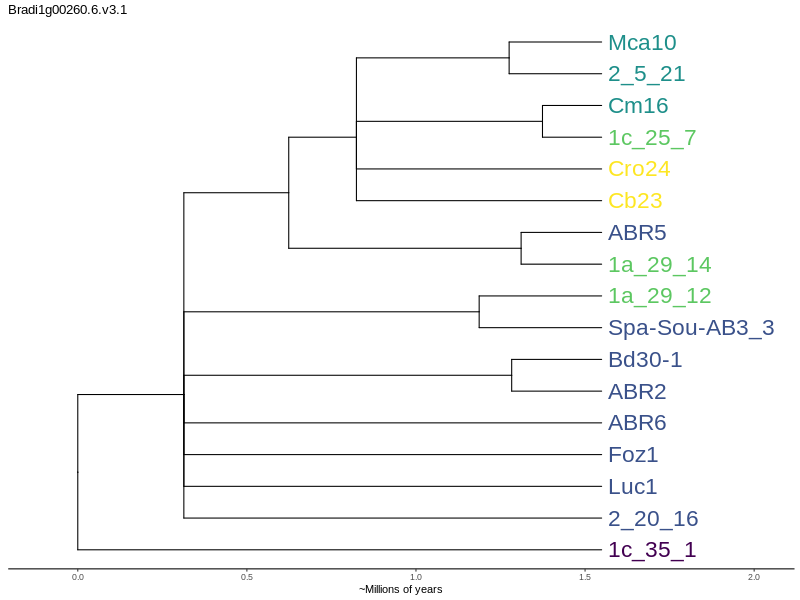 Bradi1g00260.6.v3.1
Mca10
2_5_21
Cm16
1c_25_7
Cro24
Cb23
ABR5
1a_29_14
1a_29_12
Spa-Sou-AB3_3
Bd30-1
ABR2
ABR6
Foz1
Luc1
2_20_16
1c_35_1
0.0 0.5 1.0 1.5 2.0
~Millions of years